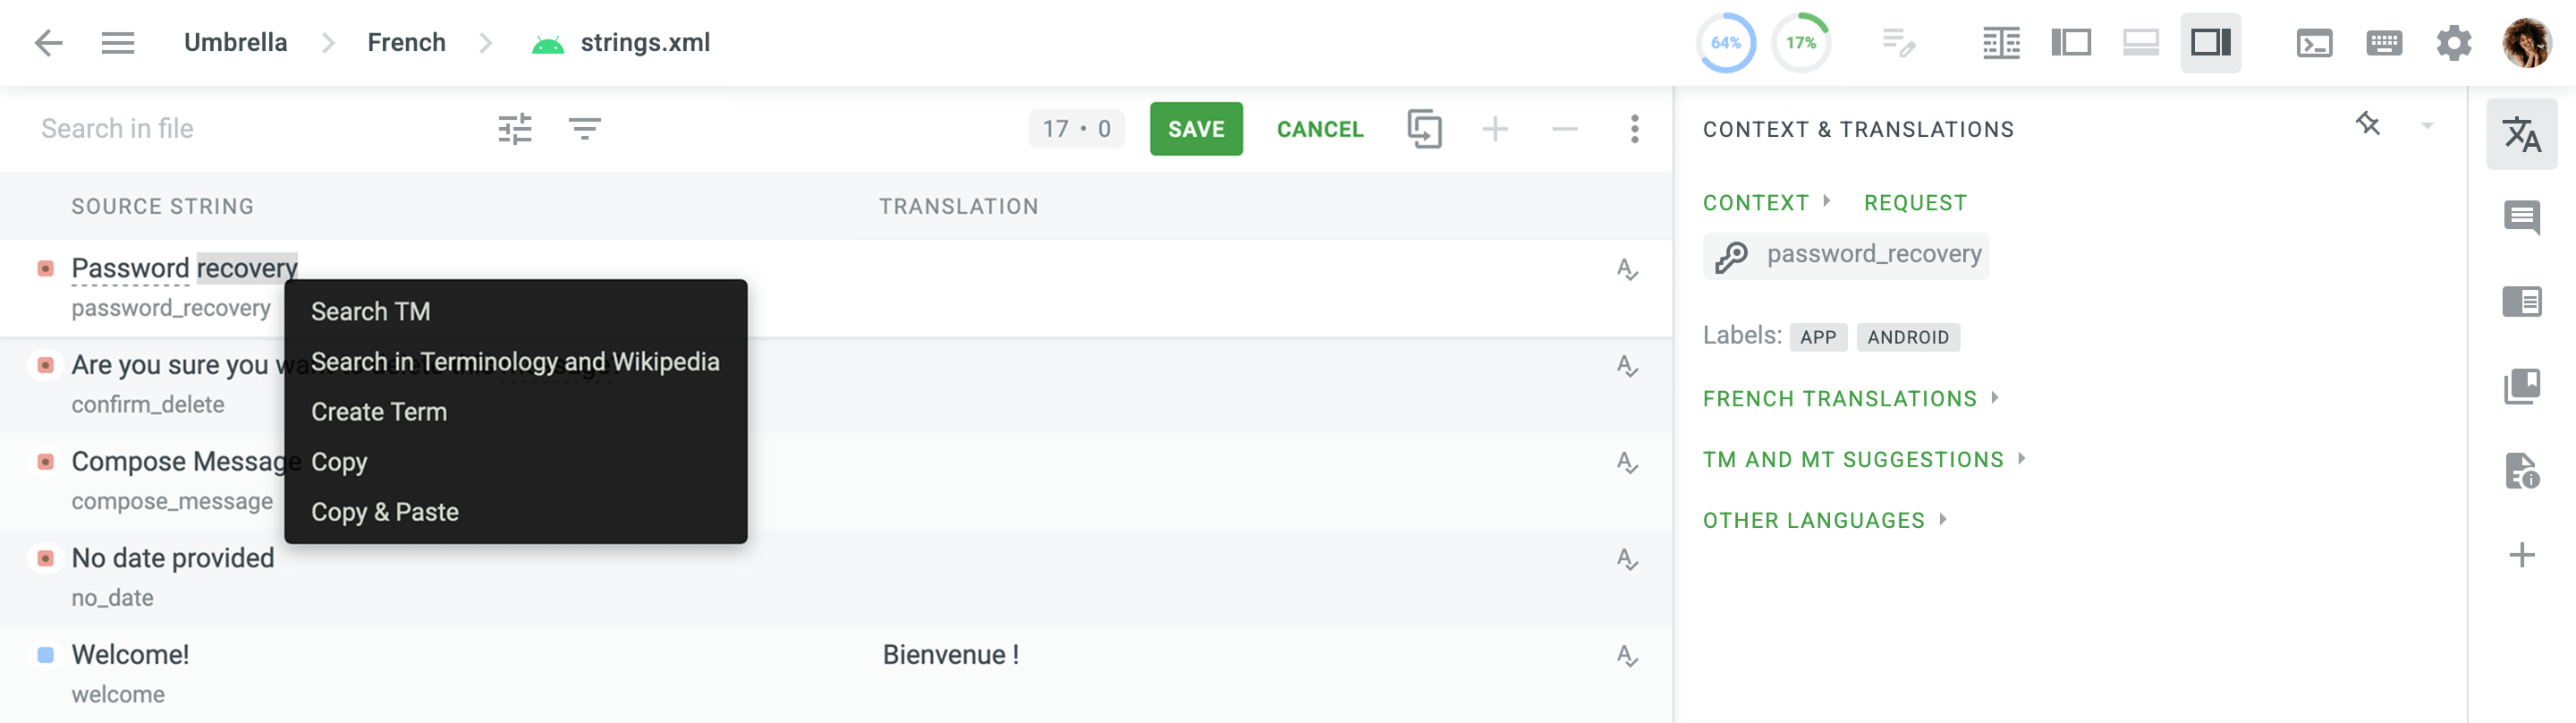 Umbrella > French > strings.xml
64% 17%
Search in file
17 • 0 SAVE CANCEL
SOURCE STRING TRANSLATION
Password recovery
password_recovery
Are you sure you
confirm_delete
Compose Message
compose_message
No date provided
no_date
Welcome! Bienvenue !
welcome
Search TM
Search in Terminology and Wikipedia
Create Term
Copy
Copy & Paste
CONTEXT & TRANSLATIONS
CONTEXT REQUEST
password_recovery
Labels: APP ANDROID
FRENCH TRANSLATIONS
TM AND MT SUGGESTIONS
OTHER LANGUAGES